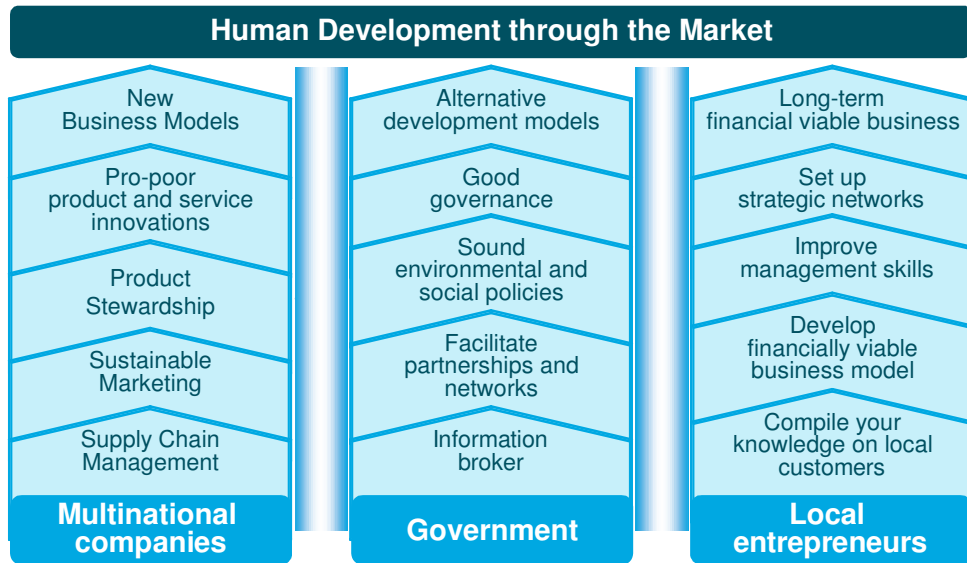 Human Development through the Market
New
Business Models
Pro-poor
product and service
innovations
Product
Stewardship
Sustainable
Marketing
Supply Chain
Management
Multinational
companies
Alternative
development models
Good
governance
Sound
environmental and
social policies
Facilitate
partnerships and
networks
Information
broker
Government
Long-term
financial viable business
Set up
strategic networks
Improve
management skills
Develop
financially viable
business model
Compile your
knowledge on local
customers
Local
entrepreneurs